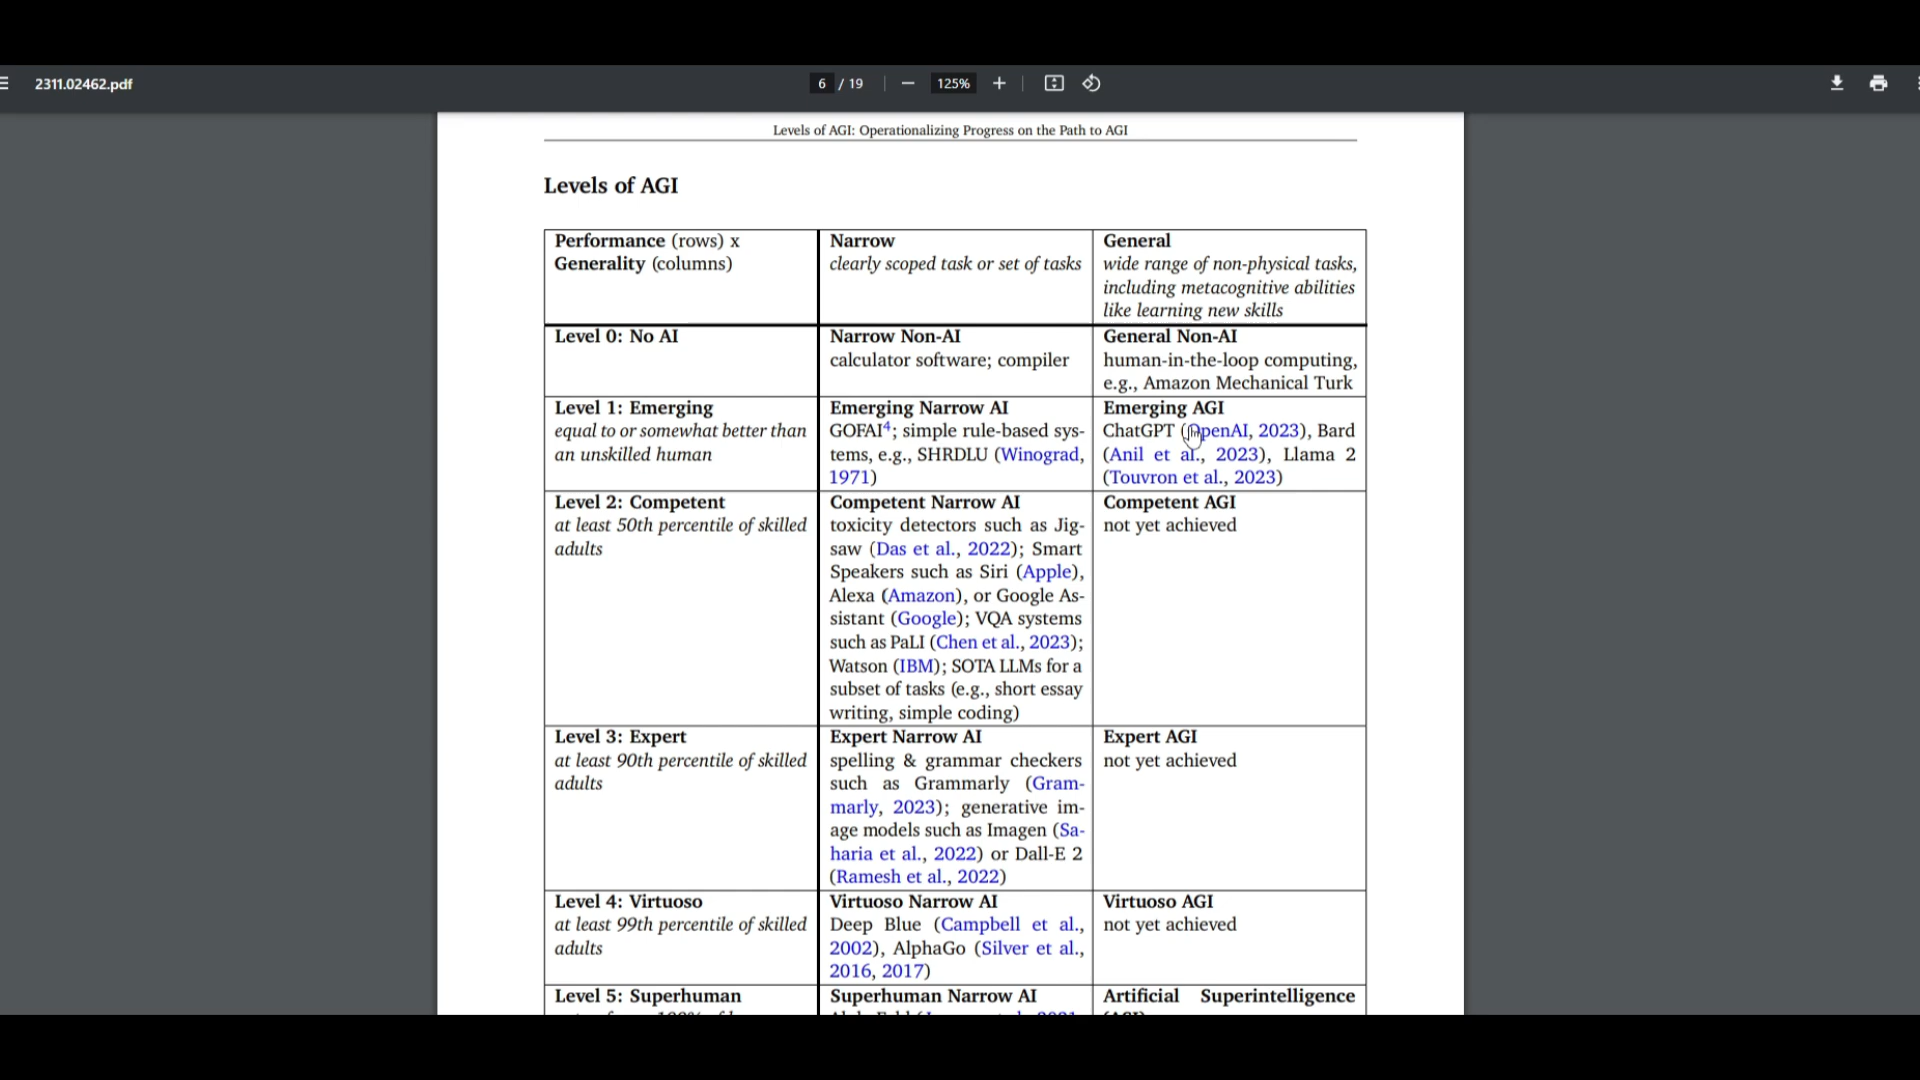 2311.02462.pdf
6 / 19
125%
Levels of AGI: Operationalizing Progress on the Path to AGI
Levels of AGI
Performance (rows) x
Generality (columns)
Narrow
clearly scoped task or set of tasks
General
wide range of non-physical tasks,
including metacognitive abilities
like learning new skills
Level 0: No AI
Narrow Non-AI
calculator software; compiler
General Non-AI
human-in-the-loop computing,
e.g., Amazon Mechanical Turk
Level 1: Emerging
equal to or somewhat better than
an unskilled human
Emerging Narrow AI
GOFAI4; simple rule-based sys-
tems, e.g., SHRDLU (Winograd,
1971)
Emerging AGI
ChatGPT (OpenAI, 2023), Bard
(Anil et al., 2023), Llama 2
(Touvron et al., 2023)
Level 2: Competent
at least 50th percentile of skilled
adults
Competent Narrow AI
toxicity detectors such as Jig-
saw (Das et al., 2022); Smart
Speakers such as Siri (Apple),
Alexa (Amazon), or Google As-
sistant (Google); VQA systems
such as PaLI (Chen et al., 2023);
Watson (IBM); SOTA LLMs for a
subset of tasks (e.g., short essay
writing, simple coding)
Competent AGI
not yet achieved
Level 3: Expert
at least 90th percentile of skilled
adults
Expert Narrow AI
spelling & grammar checkers
such as Grammarly (Gram-
marly, 2023); generative im-
age models such as Imagen (Sa-
haria et al., 2022) or Dall-E 2
(Ramesh et al., 2022)
Expert AGI
not yet achieved
Level 4: Virtuoso
at least 99th percentile of skilled
adults
Virtuoso Narrow AI
Deep Blue (Campbell et al.,
2002), AlphaGo (Silver et al.,
2016, 2017)
Virtuoso AGI
not yet achieved
Level 5: Superhuman
Superhuman Narrow AI
Artificial Superintelligence